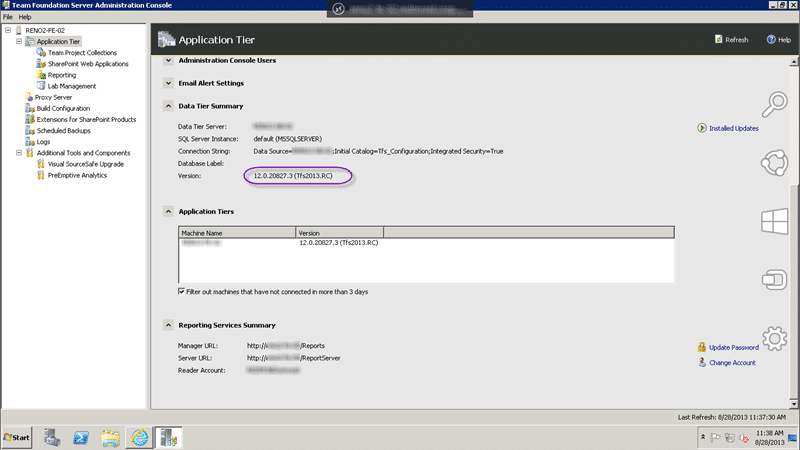 Team Foundation Server Administration Console
File Help
RENO2-FE-02
Application Tier
Team Project Collections
SharePoint Web Applications
Reporting
Lab Management
Proxy Server
Build Configuration
Extensions for SharePoint Products
Scheduled Backups
Logs
Additional Tools and Components
Visual SourceSafe Upgrade
PreEmptive Analytics
Application Tier
Refresh
Help
Administration Console Users
Email Alert Settings
Data Tier Summary
Data Tier Server:
Installed Updates
SQL Server Instance: default (MSSQLSERVER)
Connection String: Data Source= ;Initial Catalog=Tfs_Configuration;Integrated Security=True
Database Label:
Version: 12.0.20827.3 (Tfs2013.RC)
Application Tiers
Machine Name Version
12.0.20827.3 (Tfs2013.RC)
Filter out machines that have not connected in more than 3 days
Reporting Services Summary
Manager URL: http:// /Reports
Update Password
Server URL: http:// /ReportServer
Change Account
Reader Account:
Last Refresh: 8/28/2013 11:37:30 AM
Start
11:38 AM
8/28/2013